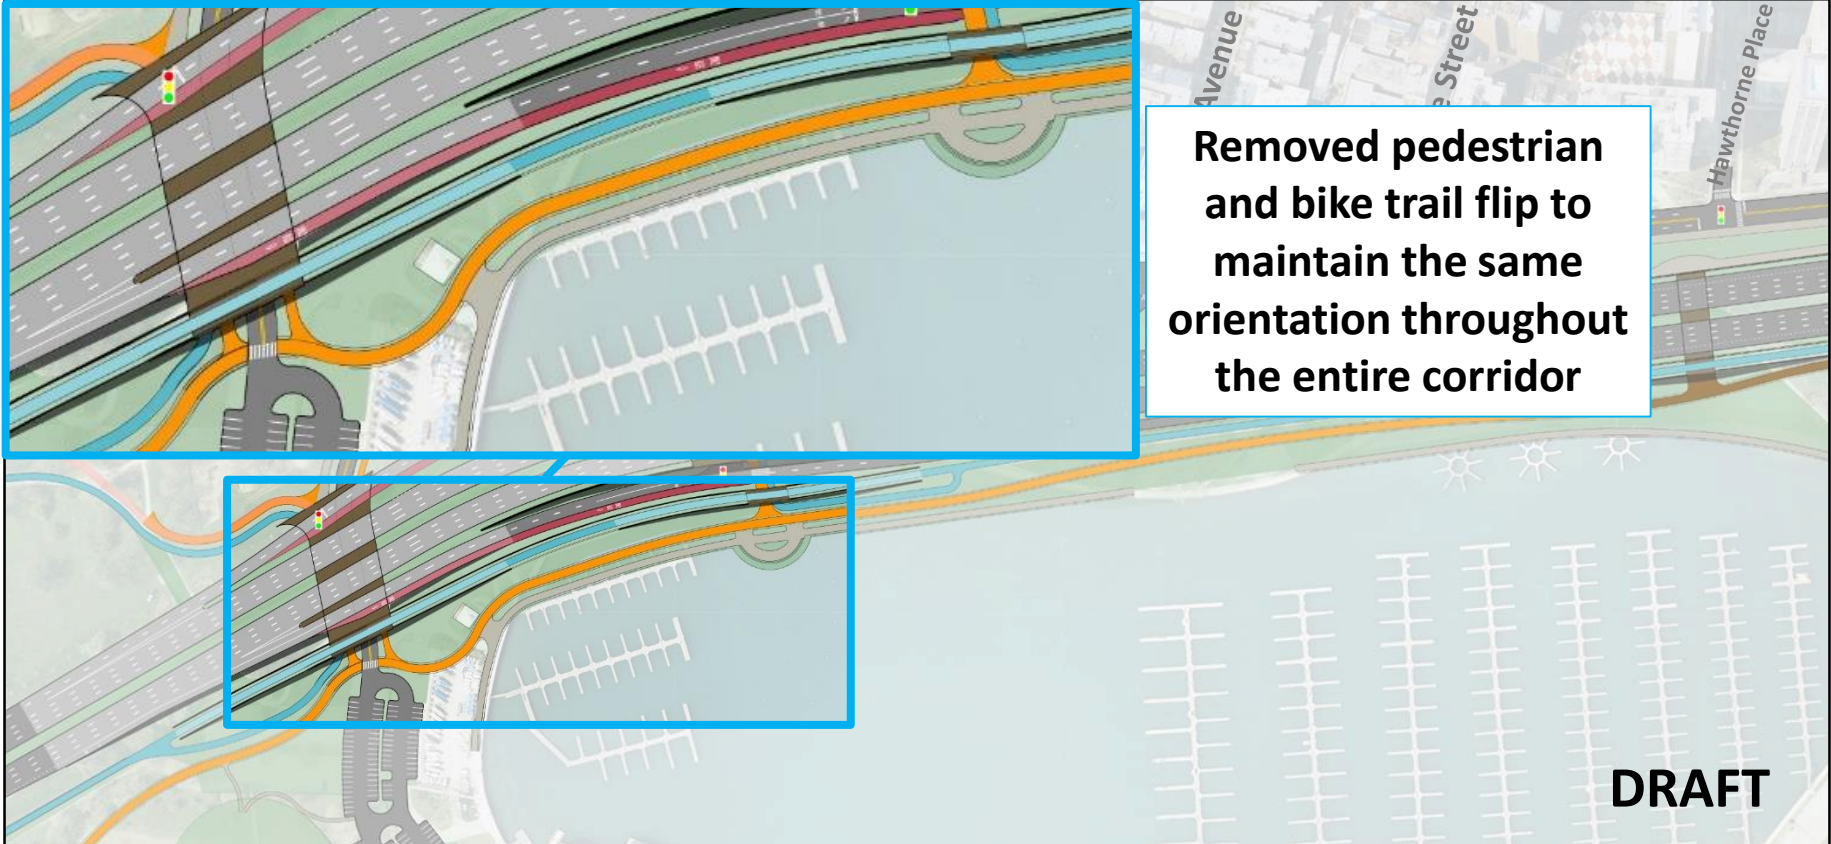 Avenue
e Street
Hawthorne Place
Removed pedestrian
and bike trail flip to
maintain the same
orientation throughout
the entire corridor
DRAFT